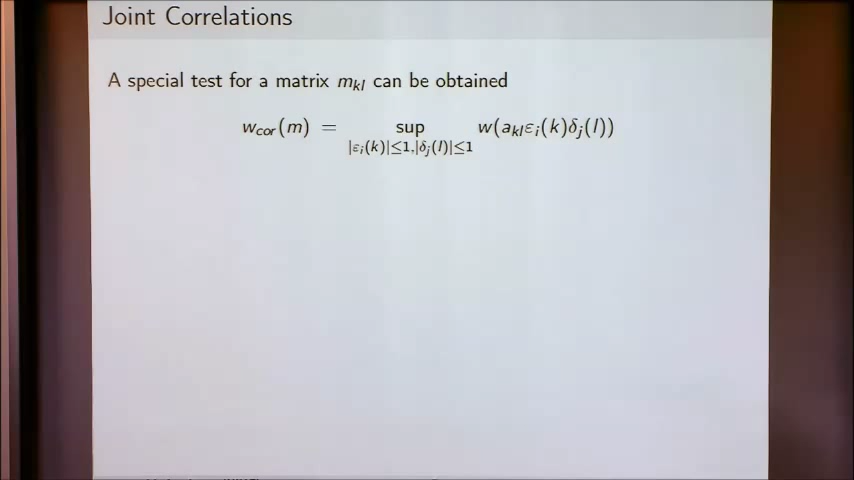 Joint Correlations
A special test for a matrix m_{kl} can be obtained
w_{cor}(m) = sup_{|ε_i(k)|≤1,|δ_j(l)|≤1} w(a_{kl}ε_i(k)δ_j(l))